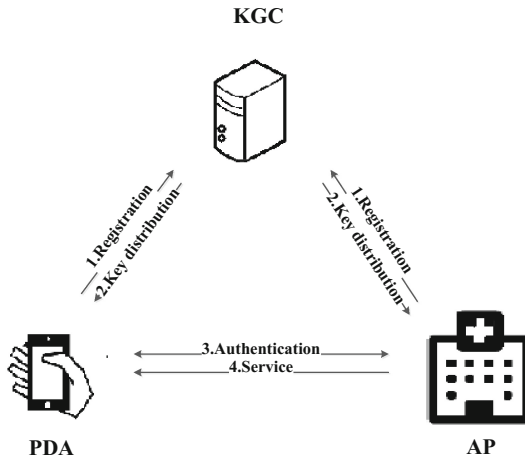 KGC
1.Registration
2.Key distribution
1.Registration
2.Key distribution
3.Authentication
4.Service
PDA
AP